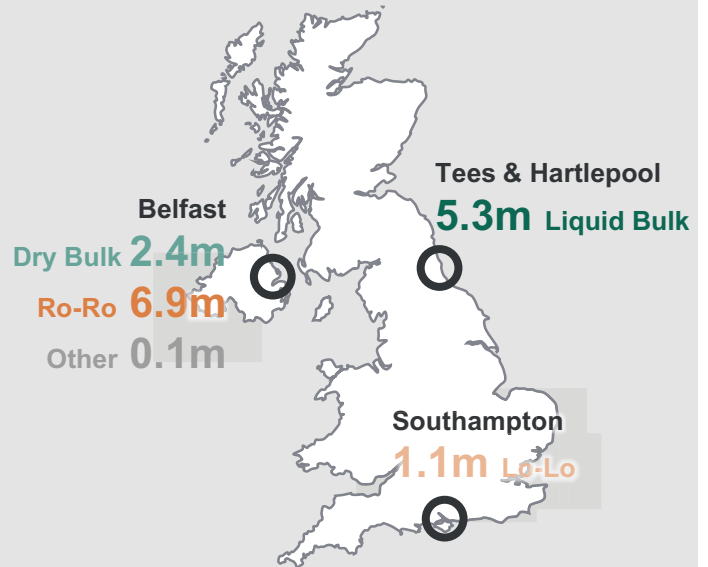 Tees & Hartlepool
5.3m Liquid Bulk
Belfast
Dry Bulk 2.4m
Ro-Ro 6.9m
Other 0.1m
Southampton
1.1m Lo-Lo